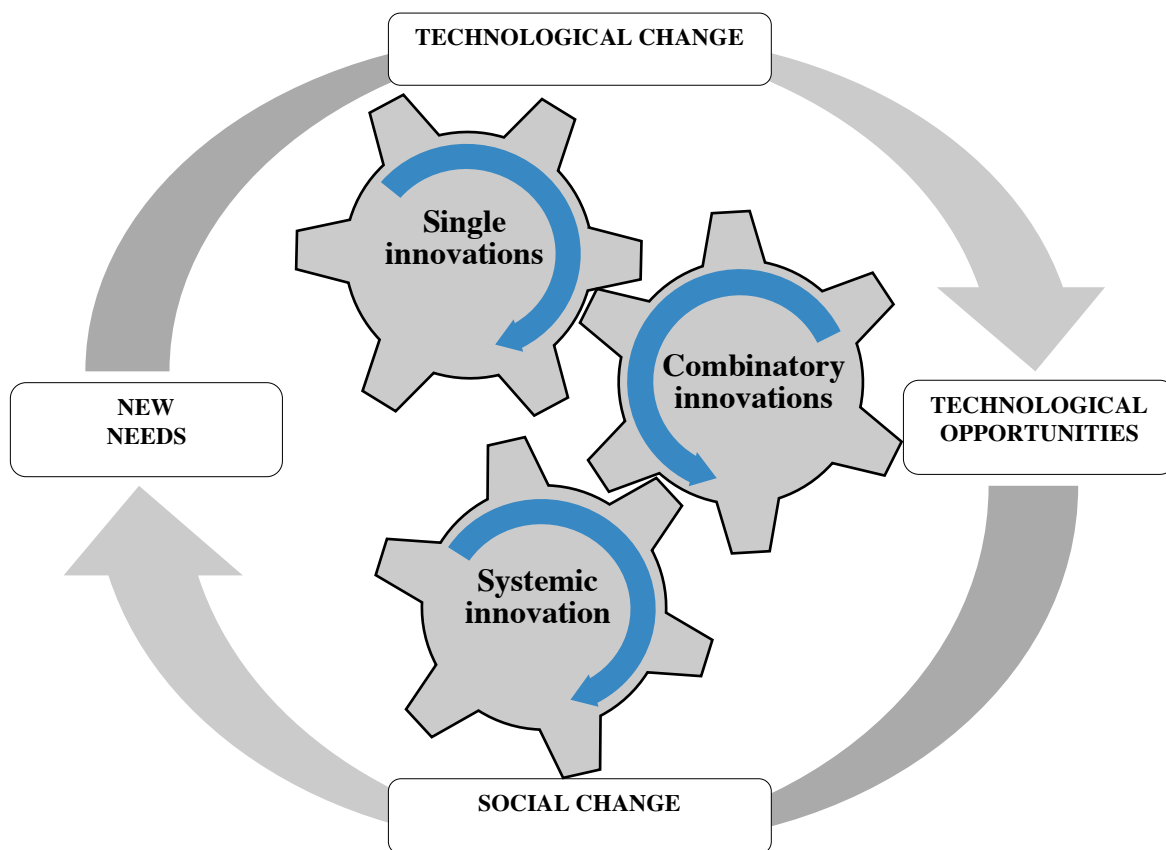 TECHNOLOGICAL CHANGE
Single
innovations
Combinatory
innovations
NEW
NEEDS
TECHNOLOGICAL
OPPORTUNITIES
Systemic
innovation
SOCIAL CHANGE